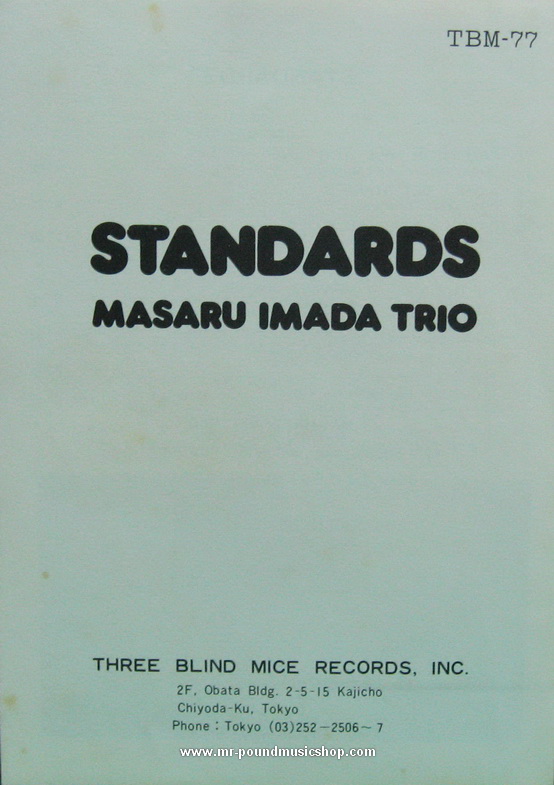 TBM-77
STANDARDS
MASARU IMADA TRIO
THREE BLIND MICE RECORDS, INC.
2F, Obata Bldg. 2-5-15 Kajicho
Chiyoda-Ku, Tokyo
Phone : Tokyo (03)252-2506~7
www.mr-poundmusicshop.com